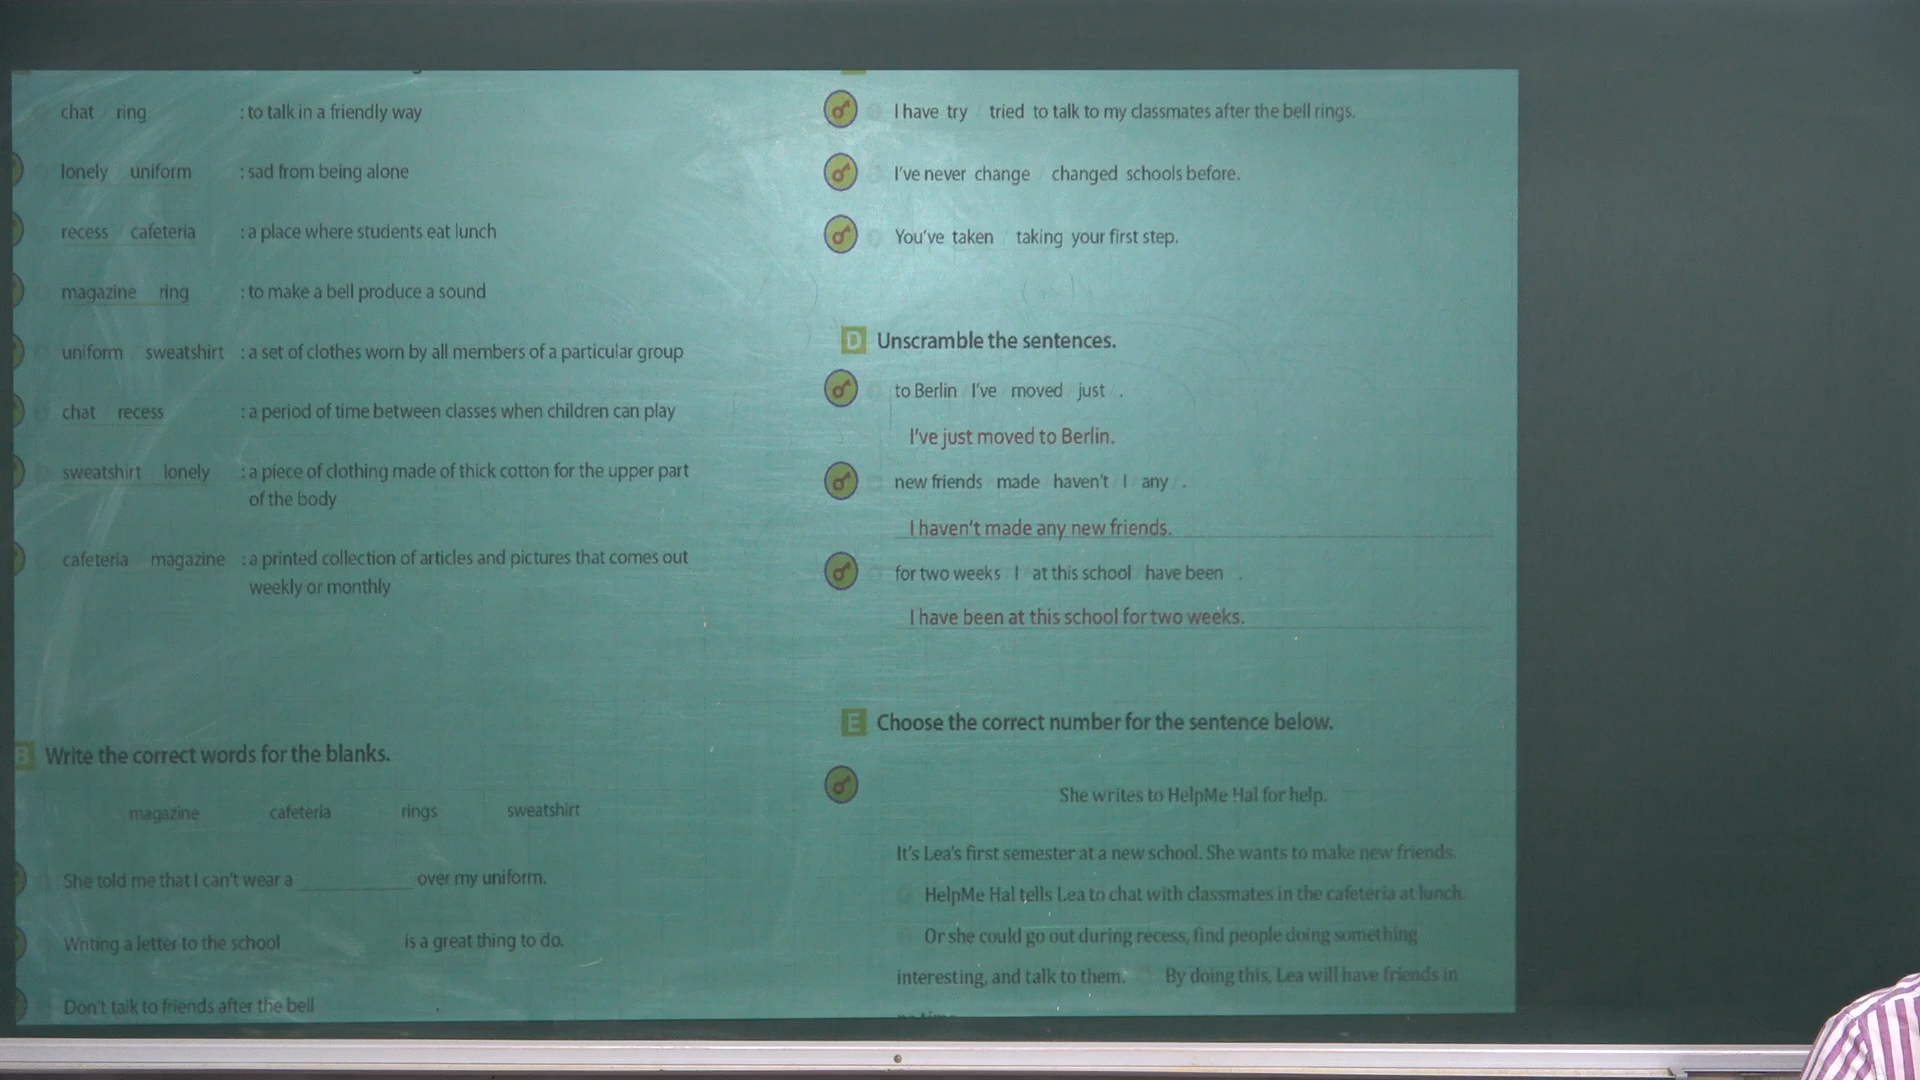 chat / ring : to talk in a friendly way
lonely / uniform : sad from being alone
recess / cafeteria : a place where students eat lunch
magazine ring : to make a bell produce a sound
uniform sweatshirt : a set of clothes worn by all members of a particular group
chat recess : a period of time between classes when children can play
sweatshirt lonely : a piece of clothing made of thick cotton for the upper part
of the body
cafeteria magazine : a printed collection of articles and pictures that comes out
weekly or monthly
B Write the correct words for the blanks.
magazine cafeteria rings sweatshirt
She told me that I can't wear a ____________ over my uniform.
Writing a letter to the school is a great thing to do.
Don't talk to friends after the bell
I have try / tried to talk to my classmates after the bell rings.
I've never change / changed schools before.
You've taken / taking your first step.
D Unscramble the sentences.
to Berlin / I've / moved / just / .
I've just moved to Berlin.
new friends / made / haven't / I / any / .
I haven't made any new friends.
for two weeks / I / at this school / have been / .
I have been at this school for two weeks.
E Choose the correct number for the sentence below.
She writes to HelpMe Hal for help.
It's Lea's first semester at a new school. She wants to make new friends.
HelpMe Hal tells Lea to chat with classmates in the cafeteria at lunch.
Or she could go out during recess, find people doing something
interesting, and talk to them. By doing this, Lea will have friends in